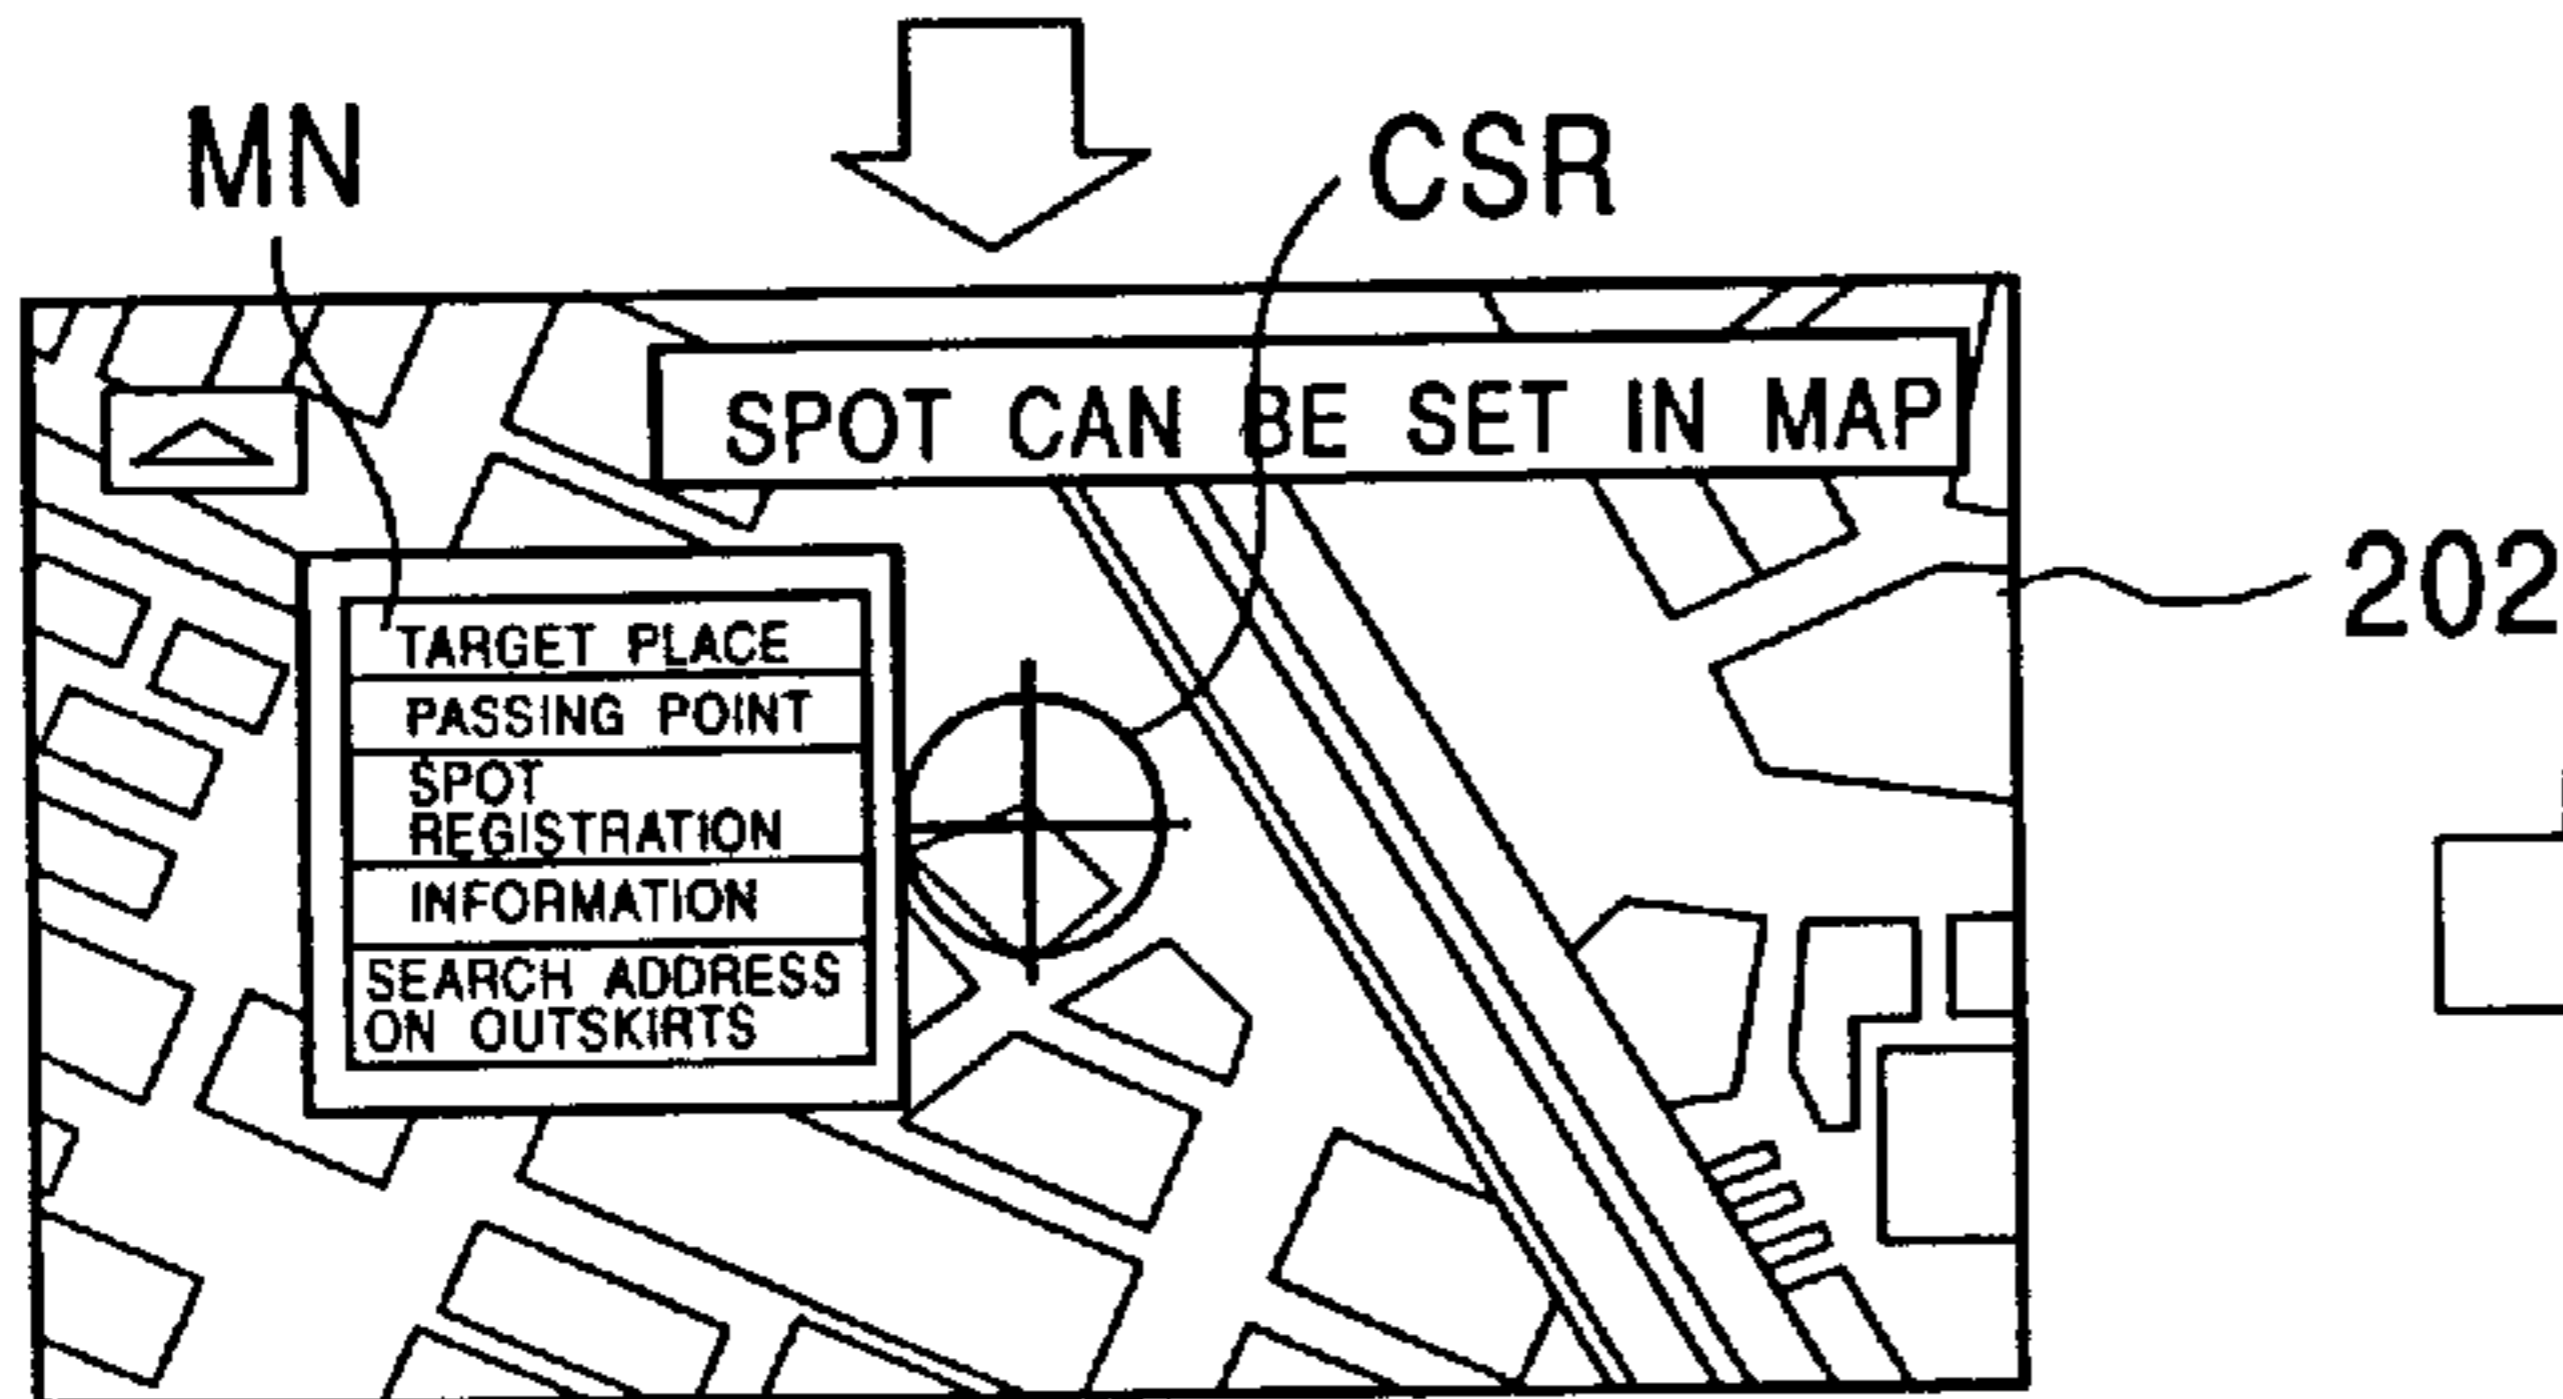 MN
CSR
SPOT CAN BE SET IN MAP
202
TARGET PLACE
PASSING POINT
SPOT
REGISTRATION
INFORMATION
SEARCH ADDRESS
ON OUTSKIRTS